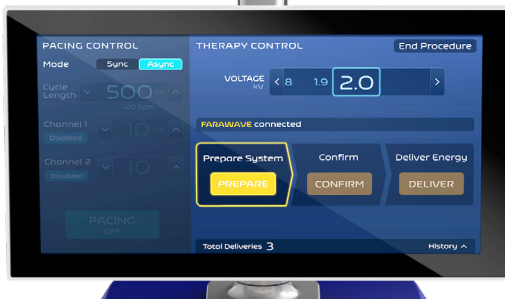 PACING CONTROL
Mode
Sync
Async
Cycle Length
500
120 bpm
Channel 1
Disabled
10
Channel 2
Disabled
10
PACING
OFF
THERAPY CONTROL
End Procedure
VOLTAGE
kV
< 8 1.9 2.0 >
FARAWAVE connected
Prepare System
Confirm
Deliver Energy
PREPARE
CONFIRM
DELIVER
Total Deliveries 3
History